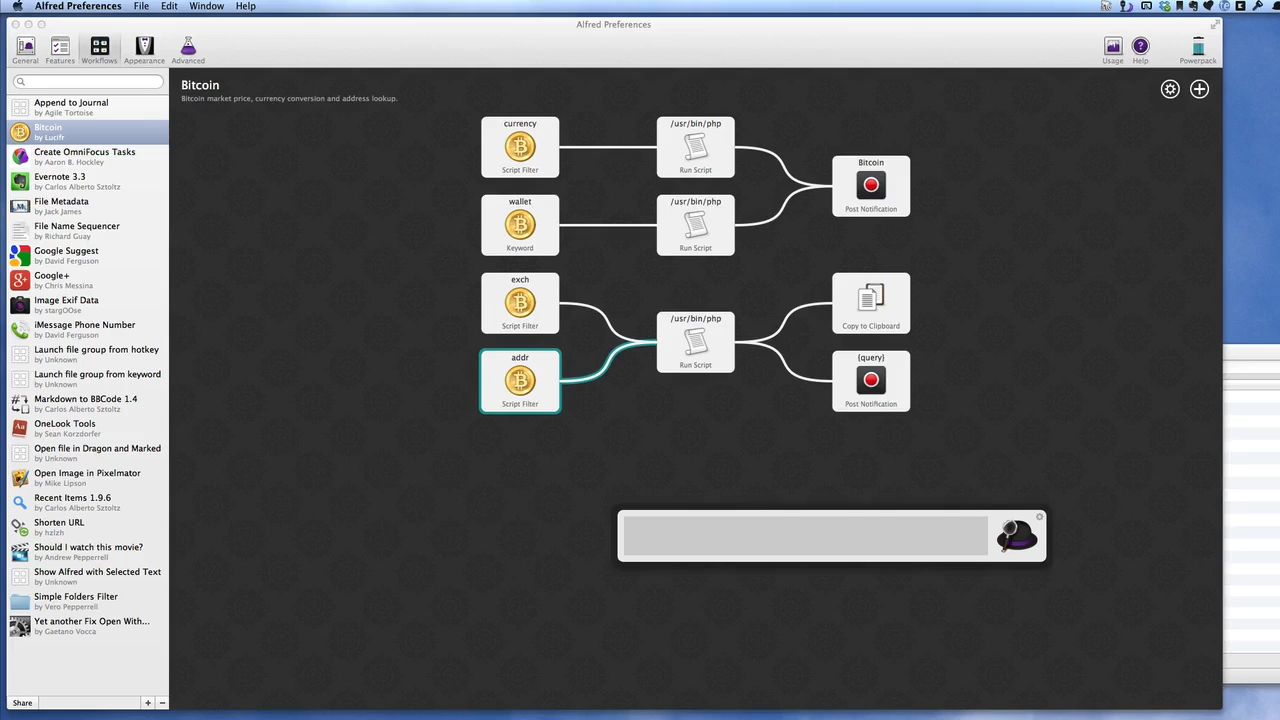 Alfred Preferences File Edit Window Help
Alfred Preferences
General Features Workflows Appearance Advanced Usage Help Powerpack
Append to Journal
by Agile Tortoise
Bitcoin
by Lucifr
Create OmniFocus Tasks
by Aaron B. Hockley
Evernote 3.3
by Carlos Alberto Sztoltz
File Metadata
by Jack James
File Name Sequencer
by Richard Guay
Google Suggest
by David Ferguson
Google+
by Chris Messina
Image Exif Data
by stargOOse
iMessage Phone Number
by David Ferguson
Launch file group from hotkey
by Unknown
Launch file group from keyword
by Unknown
Markdown to BBCode 1.4
by Carlos Alberto Sztoltz
OneLook Tools
by Sean Korzdorfer
Open file in Dragon and Marked
by Unknown
Open Image in Pixelmator
by Mike Lipson
Recent Items 1.9.6
by Carlos Alberto Sztoltz
Shorten URL
by hzlzh
Should I watch this movie?
by Andrew Pepperrell
Show Alfred with Selected Text
by Unknown
Simple Folders Filter
by Vero Pepperrell
Yet another Fix Open With...
by Gaetano Vocca
Share + −
Bitcoin
Bitcoin market price, currency conversion and address lookup.
currency
Script Filter
/usr/bin/php
Run Script
Bitcoin
Post Notification
wallet
Keyword
/usr/bin/php
Run Script
exch
Script Filter
/usr/bin/php
Run Script
Copy to Clipboard
addr
Script Filter
{query}
Post Notification